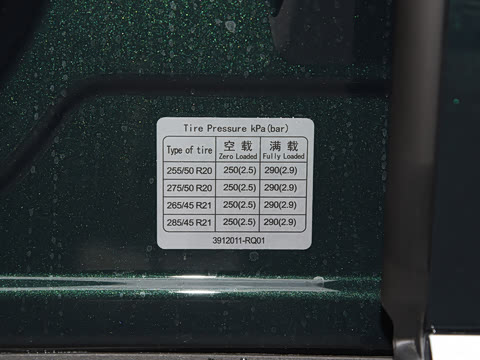 Tire Pressure kPa(bar)
Type of tire 空载 满载
Zero Loaded Fully Loaded
255/50 R20 250(2.5) 290(2.9)
275/50 R20 250(2.5) 290(2.9)
265/45 R21 250(2.5) 290(2.9)
285/45 R21 250(2.5) 290(2.9)
3912011-RQ01